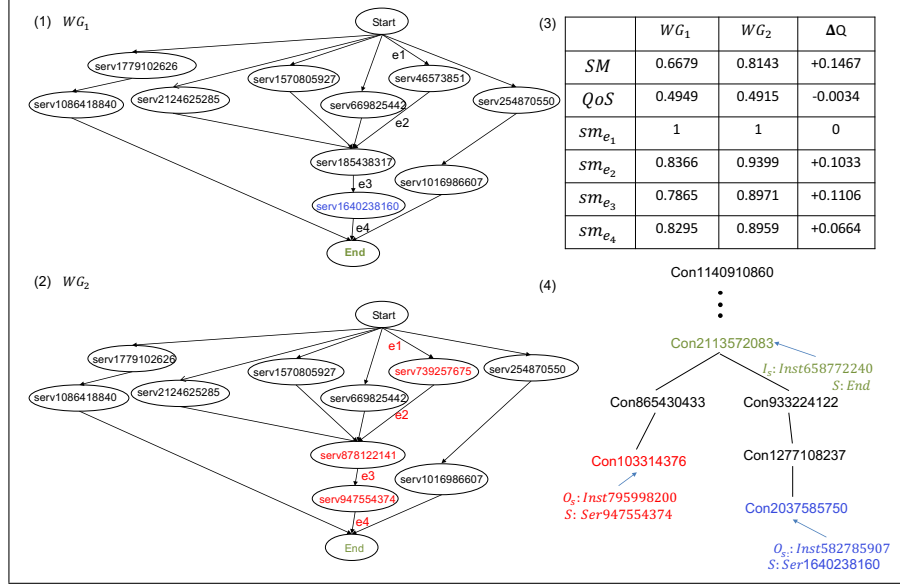 (1) WG₁
Start
e1
serv1779102626
serv1570805927
serv46573851
serv1086418840
serv2124625285
serv669825442
serv254870550
e2
serv185438317
serv1016986607
e3
serv1640238160
e4
End
(2) WG₂
Start
e1
serv1779102626
serv1570805927
serv739257675
serv254870550
serv1086418840
serv2124625285
serv669825442
e2
serv878122141
e3
serv1016986607
serv947554374
e4
End
(3)
WG₁ WG₂ ΔQ
SM 0.6679 0.8143 +0.1467
QoS 0.4949 0.4915 -0.0034
smₑ₁ 1 1 0
smₑ₂ 0.8366 0.9399 +0.1033
smₑ₃ 0.7865 0.8971 +0.1106
smₑ₄ 0.8295 0.8959 +0.0664
(4)
Con1140910860
Con2113572083
Iₛ:Inst658772240
S:End
Con865430433
Con933224122
Con103314376
Con1277108237
Oₛ:Inst795998200
S:Ser947554374
Con2037585750
Oₛ:Inst582785907
S:Ser1640238160